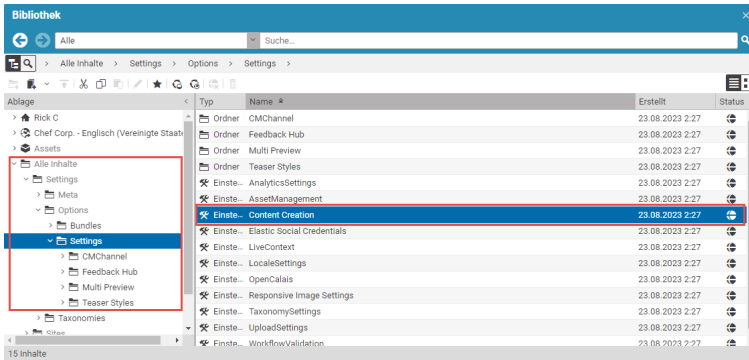 Bibliothek
Alle
Suche...
> Alle Inhalte > Settings > Options > Settings >
Ablage
Typ Name Erstellt Status
Rick C
Chef Corp. - Englisch (Vereinigte Staate
Assets
Alle Inhalte
Settings
Meta
Options
Bundles
Settings
CMChannel
Feedback Hub
Multi Preview
Teaser Styles
Taxonomies
Sites
Ordner CMChannel 23.08.2023 2:27
Ordner Feedback Hub 23.08.2023 2:27
Ordner Multi Preview 23.08.2023 2:27
Ordner Teaser Styles 23.08.2023 2:27
Einste... AnalyticsSettings 23.08.2023 2:27
Einste... AssetManagement 23.08.2023 2:27
Einste... Content Creation 23.08.2023 2:27
Einste... Elastic Social Credentials 23.08.2023 2:27
Einste... LiveContext 23.08.2023 2:27
Einste... LocaleSettings 23.08.2023 2:27
Einste... OpenCalais 23.08.2023 2:27
Einste... Responsive Image Settings 23.08.2023 2:27
Einste... TaxonomySettings 23.08.2023 2:27
Einste... UploadSettings 23.08.2023 2:27
Einste... WorkflowValidation 23.08.2023 2:27
15 Inhalte